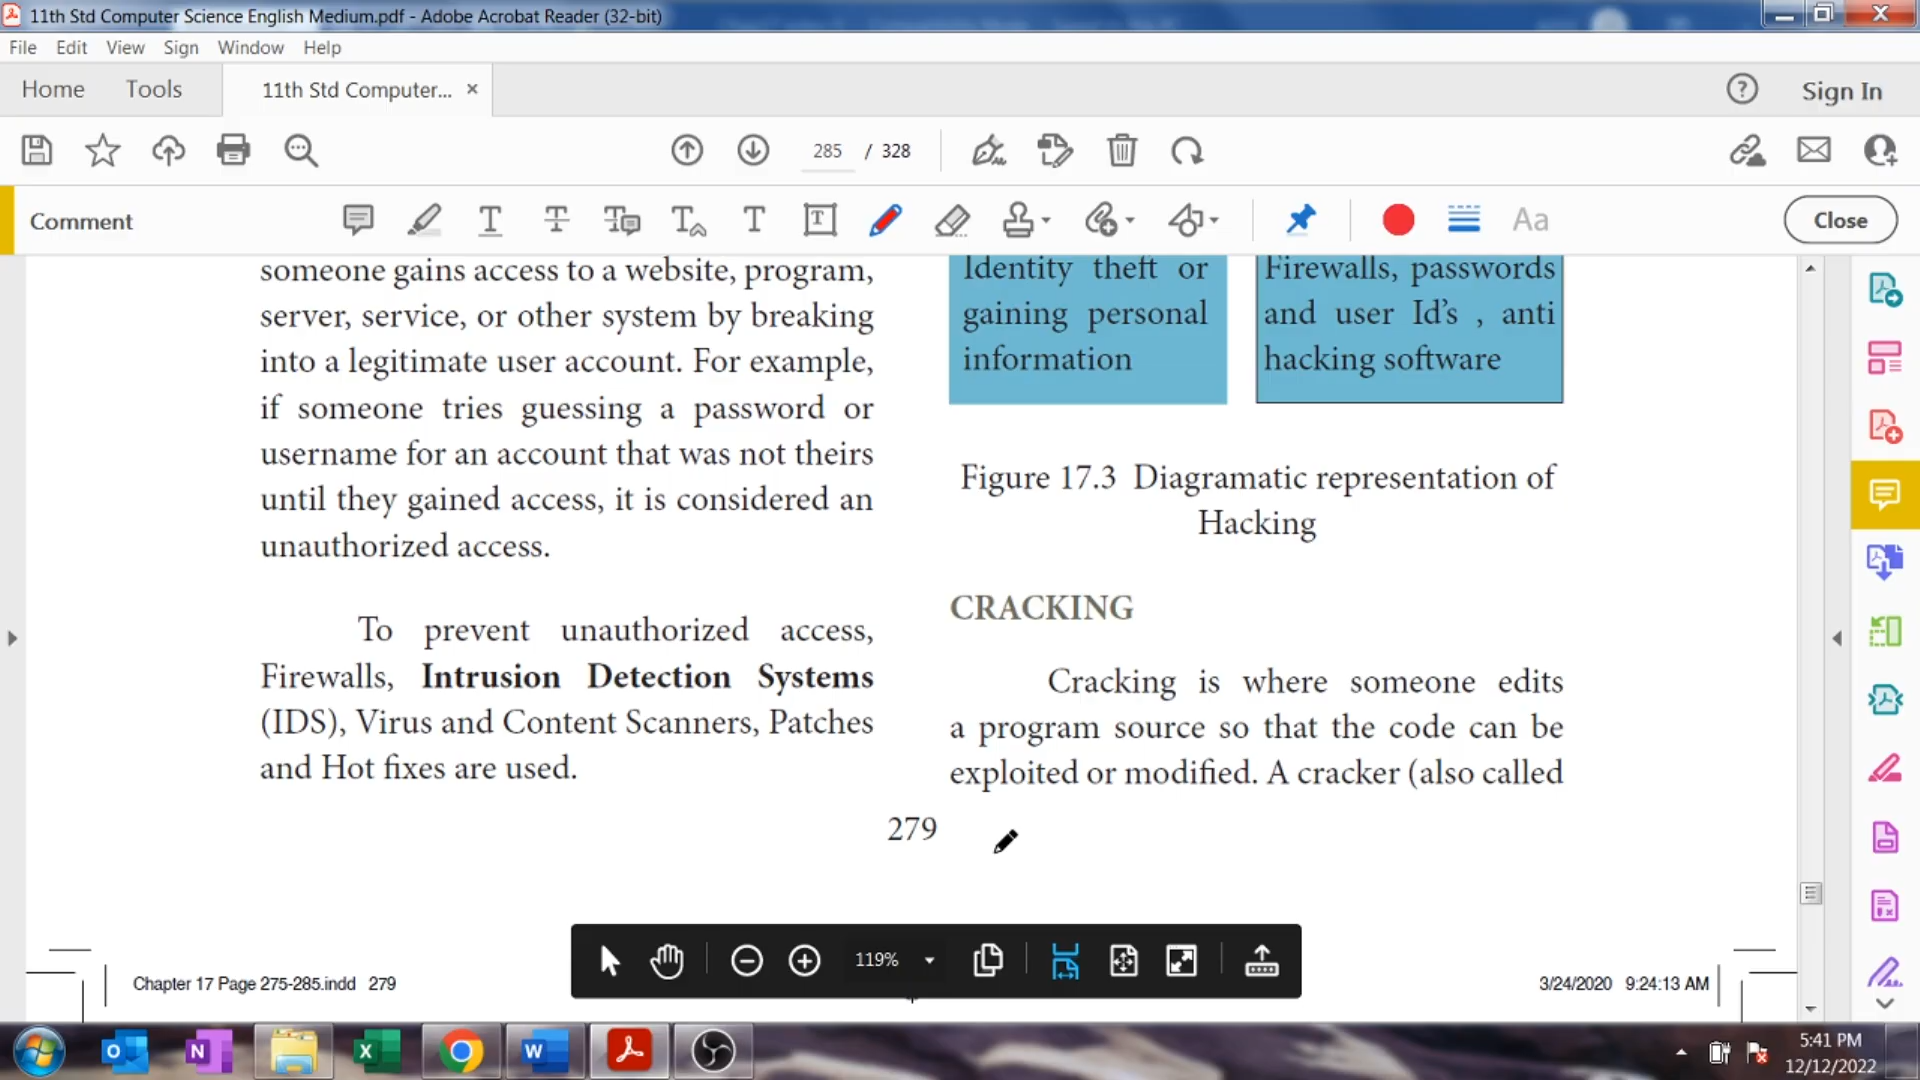 11th Std Computer Science English Medium.pdf - Adobe Acrobat Reader (32-bit)
File Edit View Sign Window Help
Home Tools 11th Std Computer... × Sign In
285 / 328
Comment Aa Close
someone gains access to a website, program,
server, service, or other system by breaking
into a legitimate user account. For example,
if someone tries guessing a password or
username for an account that was not theirs
until they gained access, it is considered an
unauthorized access.
To prevent unauthorized access,
Firewalls, Intrusion Detection Systems
(IDS), Virus and Content Scanners, Patches
and Hot fixes are used.
Identity theft or
gaining personal
information
Firewalls, passwords
and user Id’s , anti
hacking software
Figure 17.3 Diagramatic representation of
Hacking
CRACKING
Cracking is where someone edits
a program source so that the code can be
exploited or modified. A cracker (also called
279
119%
Chapter 17 Page 275-285.indd 279
3/24/2020 9:24:13 AM
5:41 PM
12/12/2022